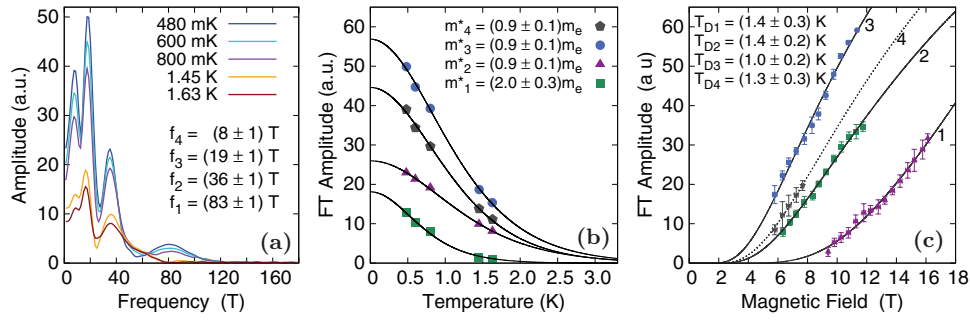 50
40
30
20
10
0
Amplitude (a.u.)
480 mK
600 mK
800 mK
1.45 K
1.63 K
f4 = (8 ± 1) T
f3 = (19 ± 1) T
f2 = (36 ± 1) T
f1 = (83 ± 1) T
(a)
0 40 80 120 160
Frequency (T)
70
60
50
40
30
20
10
0
FT Amplitude (a.u.)
m*4 = (0.9 ± 0.1)me
m*3 = (0.9 ± 0.1)me
m*2 = (0.9 ± 0.1)me
m*1 = (2.0 ± 0.3)me
(b)
0.0 0.5 1.0 1.5 2.0 2.5 3.0
Temperature (K)
60
50
40
30
20
10
0
FT Amplitude (a u)
TD1 = (1.4 ± 0.3) K
TD2 = (1.4 ± 0.2) K
TD3 = (1.0 ± 0.2) K
TD4 = (1.3 ± 0.3) K
3
4
2
1
(c)
0 2 4 6 8 10 12 14 16 18
Magnetic Field (T)